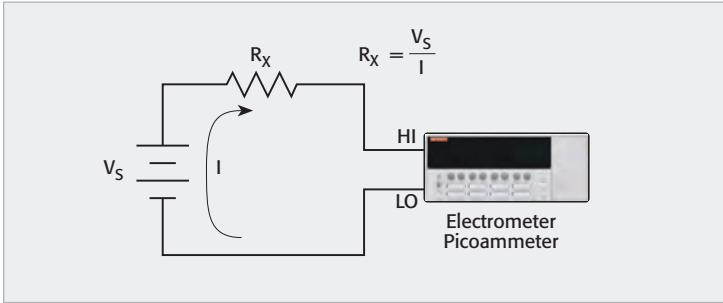 R_X
R_X = V_S / I
HI
V_S
I
LO
Electrometer
Picoammeter